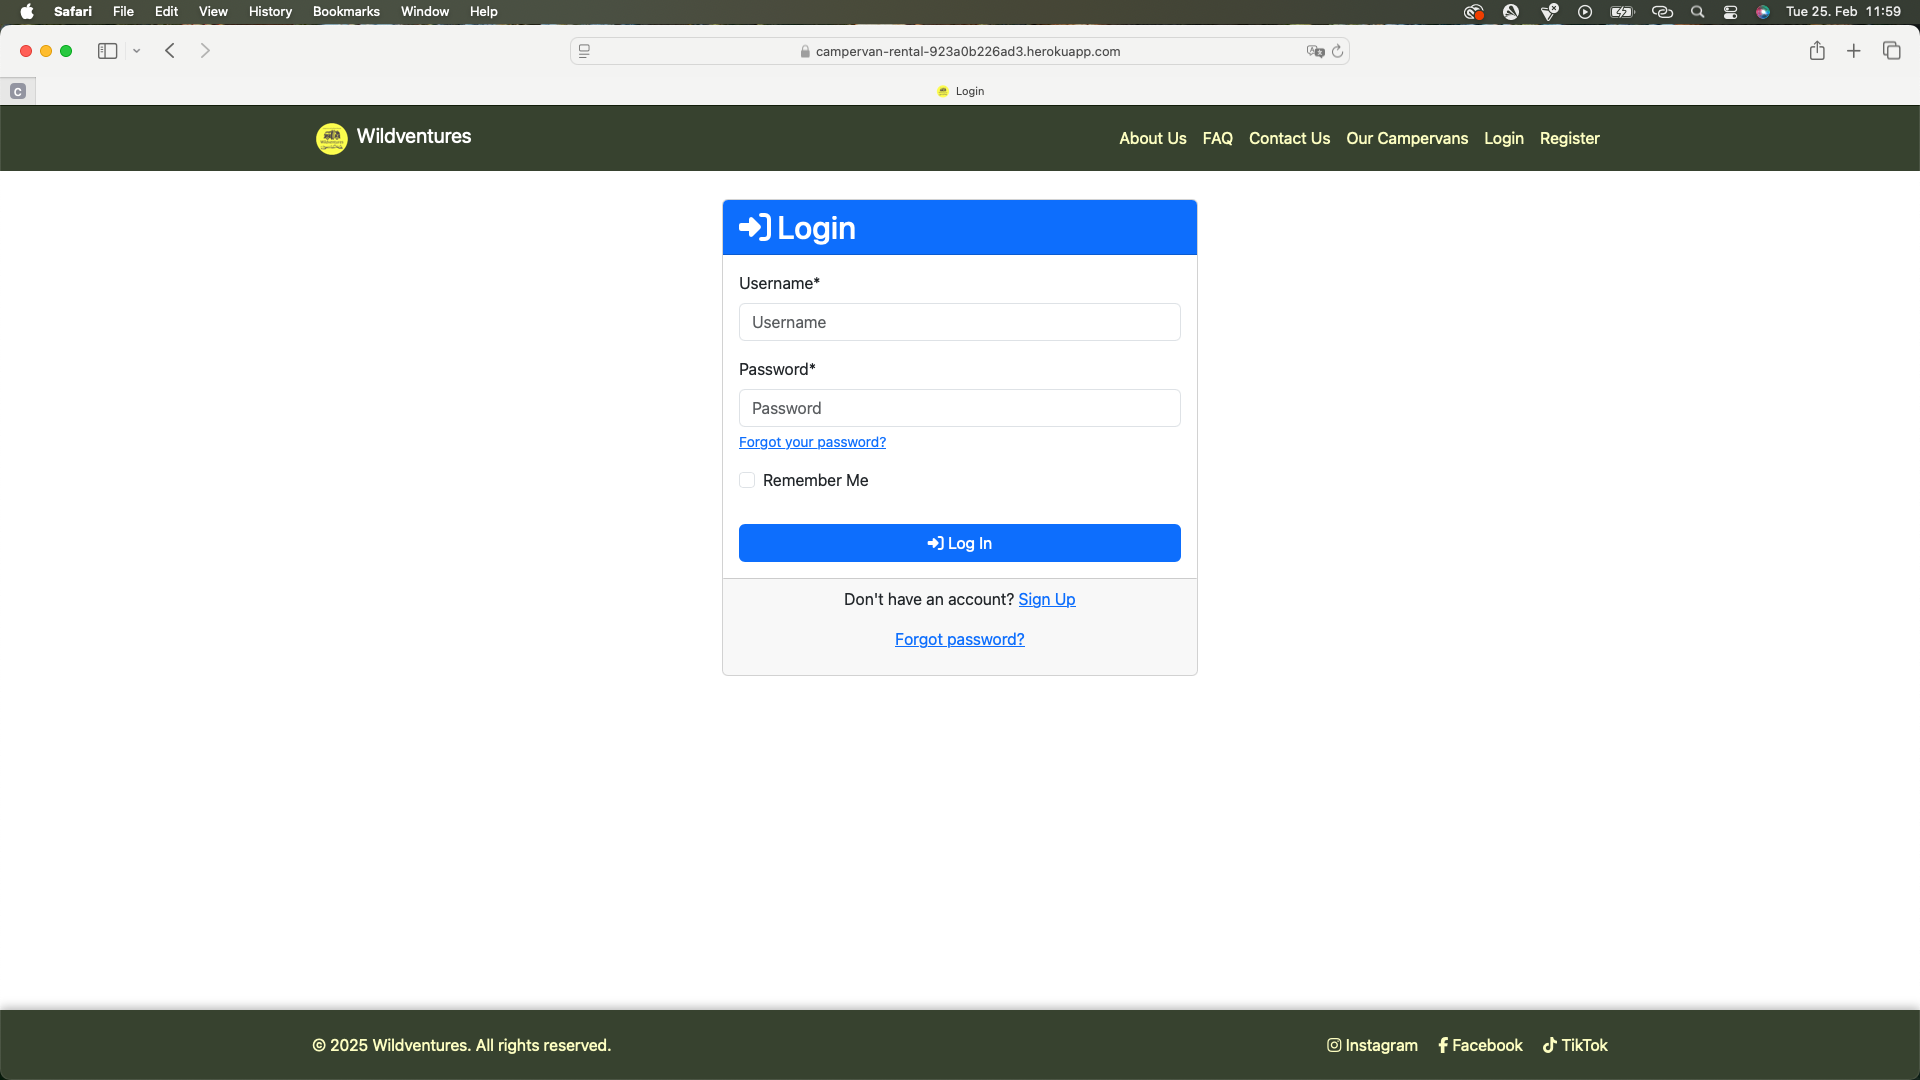 Safari File Edit View History Bookmarks Window Help Tue 25. Feb 11:59
campervan-rental-923a0b226ad3.herokuapp.com
C Login
Wildventures About Us FAQ Contact Us Our Campervans Login Register
Login
Username*
Username
Password*
Password
Forgot your password?
Remember Me
Log In
Don't have an account? Sign Up
Forgot password?
© 2025 Wildventures. All rights reserved. Instagram Facebook TikTok